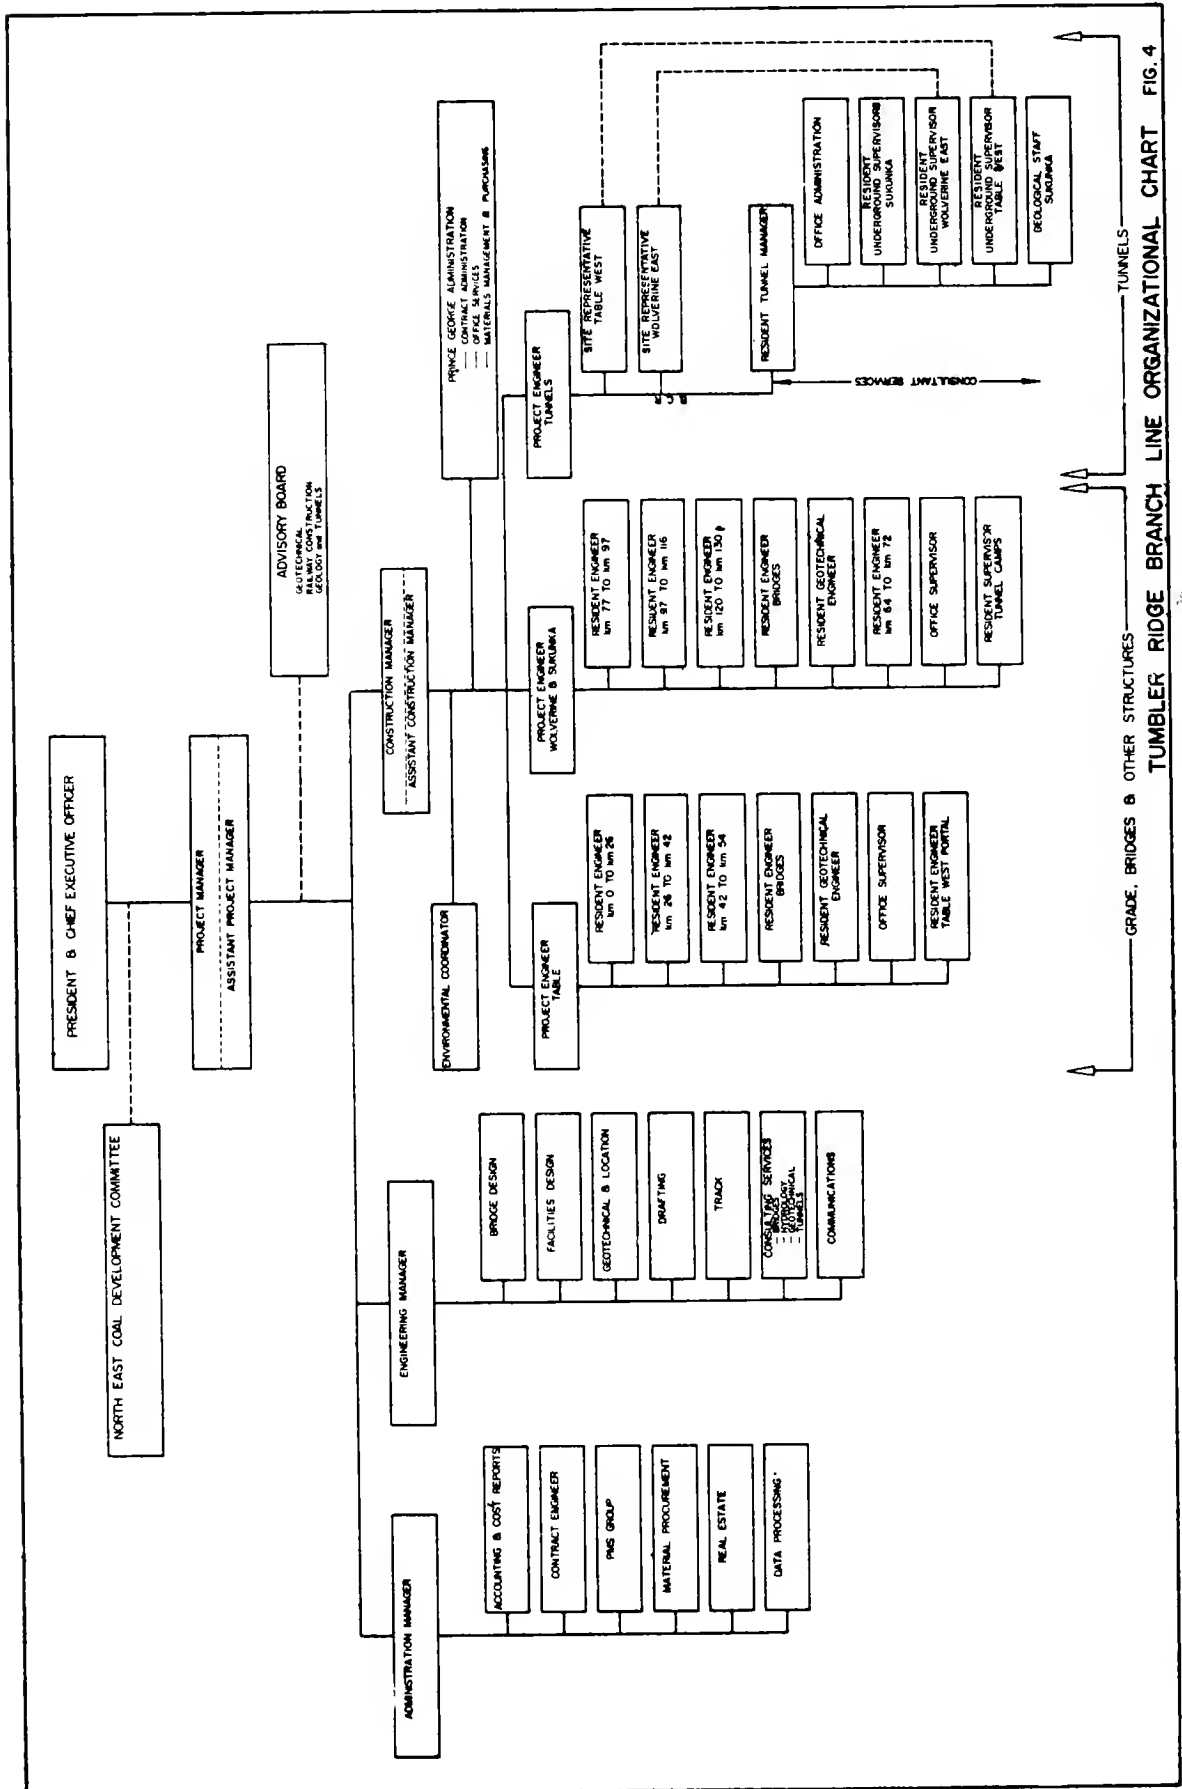 PRESIDENT & CHIEF EXECUTIVE OFFICER
NORTH EAST COAL DEVELOPMENT COMMITTEE
PROJECT MANAGER
ASSISTANT PROJECT MANAGER
ADVISORY BOARD
GEOTECHNICAL
RAILWAY CONSTRUCTION
GEOLOGY and TUNNELS
ADMINISTRATION MANAGER
ACCOUNTING & COST REPORTS
CONTRACT ENGINEER
PMS GROUP
MATERIAL PROCUREMENT
REAL ESTATE
DATA PROCESSING
ENGINEERING MANAGER
BRIDGE DESIGN
FACILITIES DESIGN
GEOTECHNICAL & LOCATION
DRAFTING
TRACK
CONSULTING SERVICES
— BRIDGES
— HYDROLOGY
— GEOTECHNICAL
— TUNNELS
COMMUNICATIONS
CONSTRUCTION MANAGER
ASSISTANT CONSTRUCTION MANAGER
ENVIRONMENTAL COORDINATOR
PRINCE GEORGE ADMINISTRATION
— CONTRACT ADMINISTRATION
— OFFICE SERVICES
— MATERIALS MANAGEMENT & PURCHASING
PROJECT ENGINEER
TABLE
RESIDENT ENGINEER
km 0 TO km 26
RESIDENT ENGINEER
km 26 TO km 42
RESIDENT ENGINEER
km 42 TO km 54
RESIDENT ENGINEER
BRIDGES
RESIDENT GEOTECHNICAL
ENGINEER
OFFICE SUPERVISOR
RESIDENT ENGINEER
TABLE WEST PORTAL
PROJECT ENGINEER
WOLVERINE & SUKUNKA
RESIDENT ENGINEER
km 77 TO km 97
RESIDENT ENGINEER
km 97 TO km 116
RESIDENT ENGINEER
km 120 TO km 130
RESIDENT ENGINEER
BRIDGES
RESIDENT GEOTECHNICAL
ENGINEER
RESIDENT ENGINEER
km 64 TO km 72
OFFICE SUPERVISOR
RESIDENT SUPERVISOR
TUNNEL CAMPS
PROJECT ENGINEER
TUNNELS
SITE REPRESENTATIVE
TABLE WEST
SITE REPRESENTATIVE
WOLVERINE EAST
RESIDENT TUNNEL MANAGER
CONSULTANT SERVICES
OFFICE ADMINISTRATION
RESIDENT
UNDERGROUND SUPERVISORS
SUKUNKA
RESIDENT
UNDERGROUND SUPERVISOR
WOLVERINE EAST
RESIDENT
UNDERGROUND SUPERVISOR
TABLE WEST
GEOLOGICAL STAFF
SUKUNKA
GRADE, BRIDGES & OTHER STRUCTURES
TUNNELS
TUMBLER RIDGE BRANCH LINE ORGANIZATIONAL CHART FIG. 4